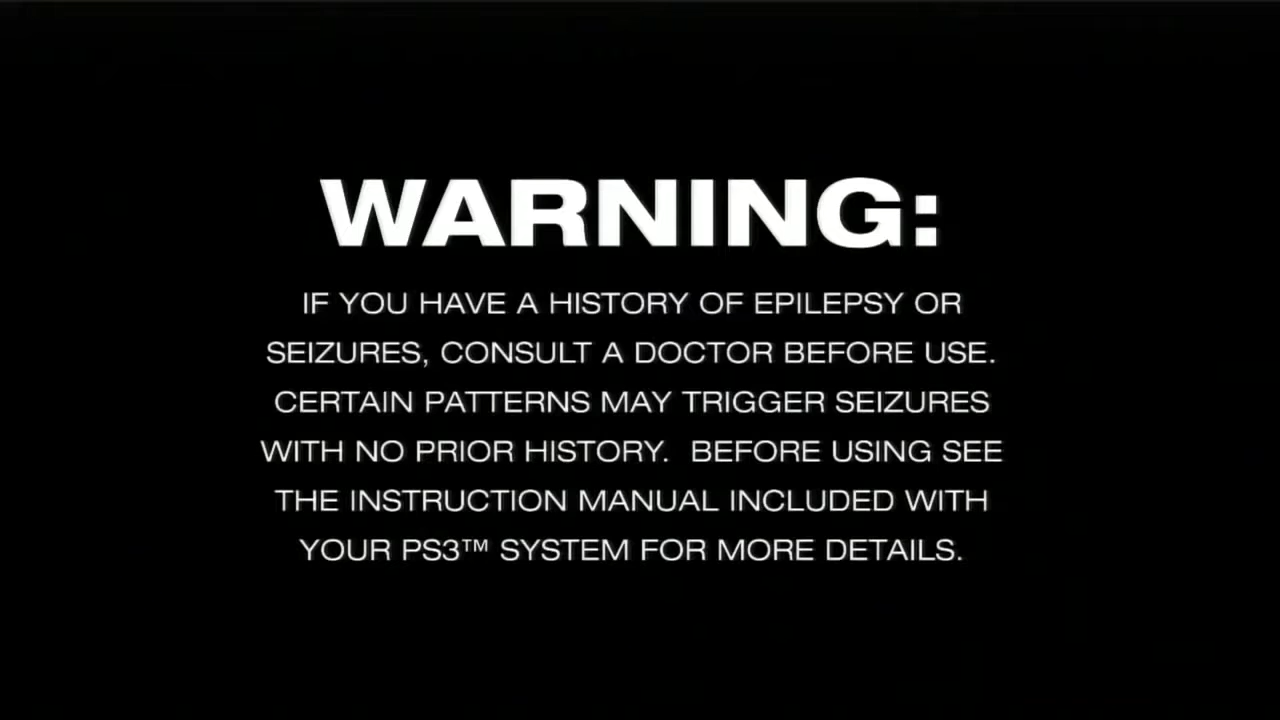 WARNING:
IF YOU HAVE A HISTORY OF EPILEPSY OR
SEIZURES, CONSULT A DOCTOR BEFORE USE.
CERTAIN PATTERNS MAY TRIGGER SEIZURES
WITH NO PRIOR HISTORY.  BEFORE USING SEE
THE INSTRUCTION MANUAL INCLUDED WITH
YOUR PS3™ SYSTEM FOR MORE DETAILS.